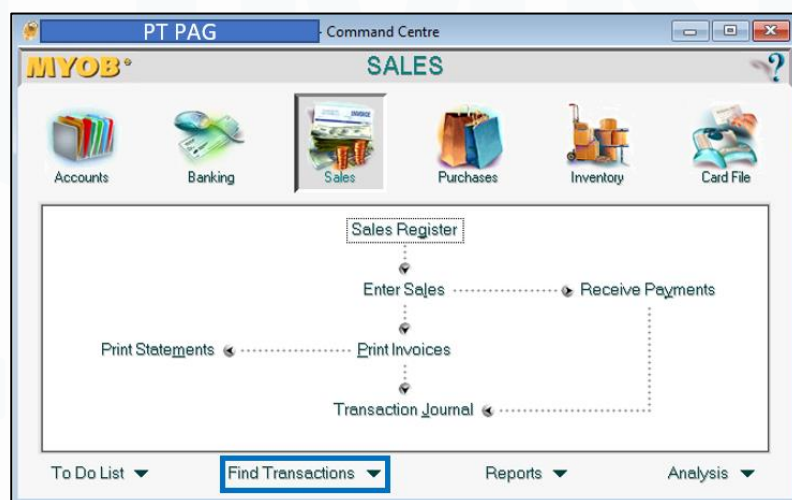 PT PAG - Command Centre
MYOB SALES ?
Accounts Banking Sales Purchases Inventory Card File
Sales Register
Enter Sales Receive Payments
Print Statements Print Invoices
Transaction Journal
To Do List Find Transactions Reports Analysis